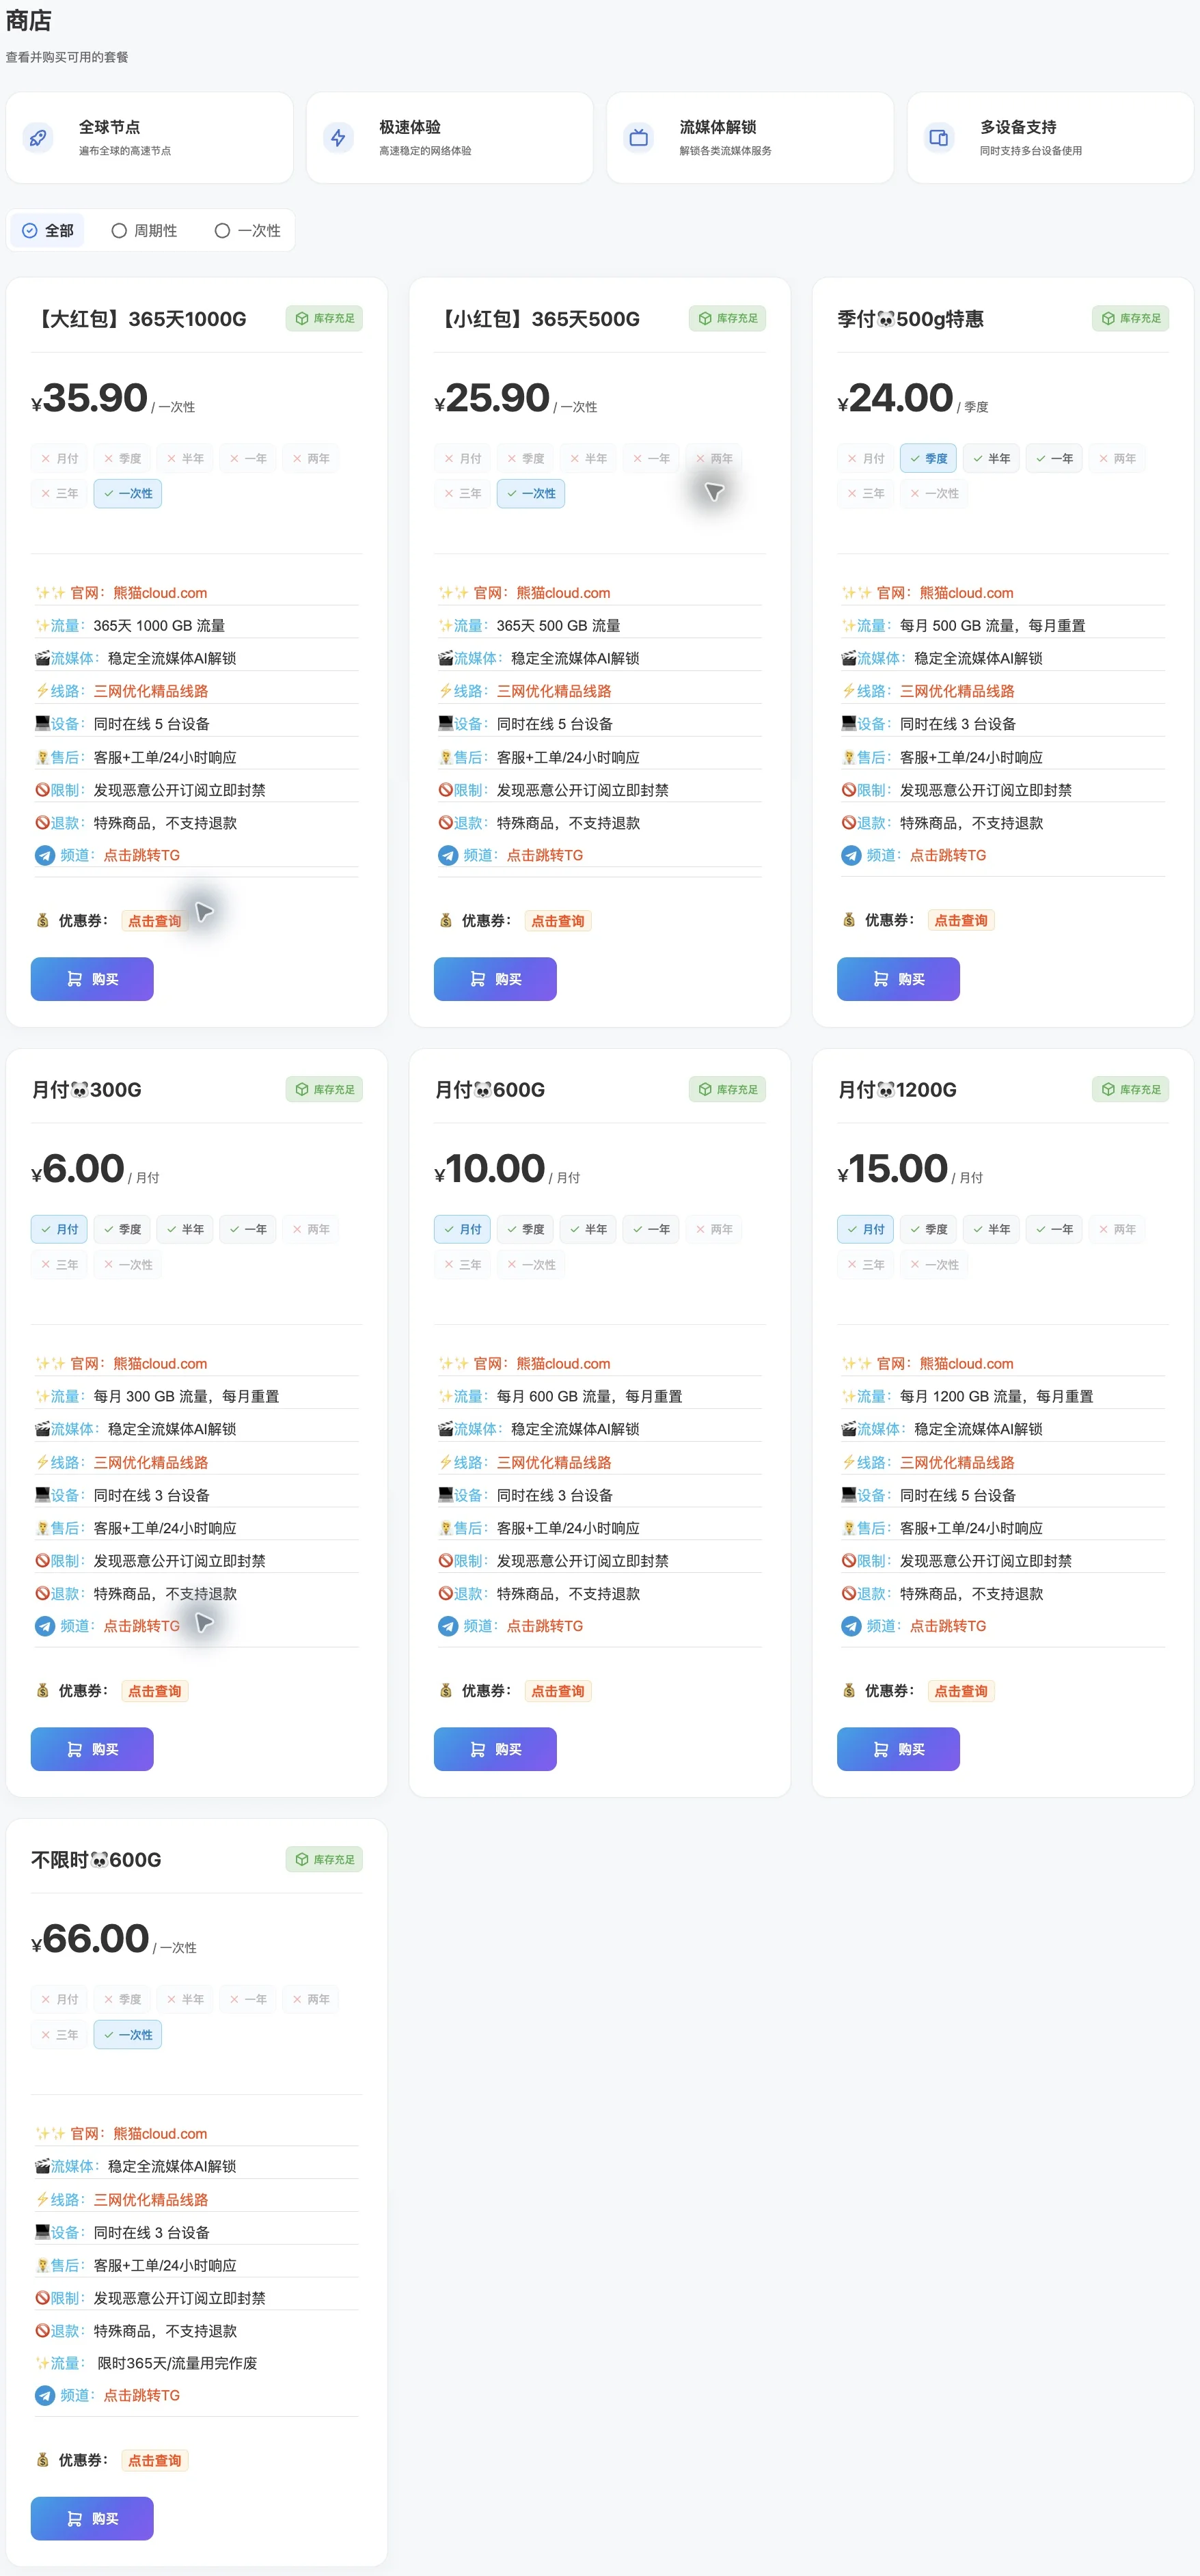 商店
查看并购买可用的套餐
全球节点
遍布全球的高速节点
极速体验
高速稳定的网络体验
流媒体解锁
解锁各类流媒体服务
多设备支持
同时支持多台设备使用
全部 周期性 一次性
【大红包】365天1000G 库存充足
¥35.90 / 一次性
月付 季度 半年 一年 两年
三年 一次性
✨✨ 官网：熊猫cloud.com
✨流量：365天 1000 GB 流量
🎬流媒体：稳定全流媒体AI解锁
⚡线路：三网优化精品线路
💻设备：同时在线 5 台设备
售后：客服+工单/24小时响应
🚫限制：发现恶意公开订阅立即封禁
🚫退款：特殊商品，不支持退款
频道：点击跳转TG
💰 优惠券： 点击查询
购买
【小红包】365天500G 库存充足
¥25.90 / 一次性
月付 季度 半年 一年 两年
三年 一次性
✨✨ 官网：熊猫cloud.com
✨流量：365天 500 GB 流量
🎬流媒体：稳定全流媒体AI解锁
⚡线路：三网优化精品线路
💻设备：同时在线 5 台设备
售后：客服+工单/24小时响应
🚫限制：发现恶意公开订阅立即封禁
🚫退款：特殊商品，不支持退款
频道：点击跳转TG
💰 优惠券： 点击查询
购买
季付🐼500g特惠 库存充足
¥24.00 / 季度
月付 季度 半年 一年 两年
三年 一次性
✨✨ 官网：熊猫cloud.com
✨流量：每月 500 GB 流量，每月重置
🎬流媒体：稳定全流媒体AI解锁
⚡线路：三网优化精品线路
💻设备：同时在线 3 台设备
售后：客服+工单/24小时响应
🚫限制：发现恶意公开订阅立即封禁
🚫退款：特殊商品，不支持退款
频道：点击跳转TG
💰 优惠券： 点击查询
购买
月付🐼300G 库存充足
¥6.00 / 月付
月付 季度 半年 一年 两年
三年 一次性
✨✨ 官网：熊猫cloud.com
✨流量：每月 300 GB 流量，每月重置
🎬流媒体：稳定全流媒体AI解锁
⚡线路：三网优化精品线路
💻设备：同时在线 3 台设备
售后：客服+工单/24小时响应
🚫限制：发现恶意公开订阅立即封禁
🚫退款：特殊商品，不支持退款
频道：点击跳转TG
💰 优惠券： 点击查询
购买
月付🐼600G 库存充足
¥10.00 / 月付
月付 季度 半年 一年 两年
三年 一次性
✨✨ 官网：熊猫cloud.com
✨流量：每月 600 GB 流量，每月重置
🎬流媒体：稳定全流媒体AI解锁
⚡线路：三网优化精品线路
💻设备：同时在线 3 台设备
售后：客服+工单/24小时响应
🚫限制：发现恶意公开订阅立即封禁
🚫退款：特殊商品，不支持退款
频道：点击跳转TG
💰 优惠券： 点击查询
购买
月付🐼1200G 库存充足
¥15.00 / 月付
月付 季度 半年 一年 两年
三年 一次性
✨✨ 官网：熊猫cloud.com
✨流量：每月 1200 GB 流量，每月重置
🎬流媒体：稳定全流媒体AI解锁
⚡线路：三网优化精品线路
💻设备：同时在线 5 台设备
售后：客服+工单/24小时响应
🚫限制：发现恶意公开订阅立即封禁
🚫退款：特殊商品，不支持退款
频道：点击跳转TG
💰 优惠券： 点击查询
购买
不限时🐼600G 库存充足
¥66.00 / 一次性
月付 季度 半年 一年 两年
三年 一次性
✨✨ 官网：熊猫cloud.com
🎬流媒体：稳定全流媒体AI解锁
⚡线路：三网优化精品线路
💻设备：同时在线 3 台设备
售后：客服+工单/24小时响应
🚫限制：发现恶意公开订阅立即封禁
🚫退款：特殊商品，不支持退款
✨流量： 限时365天/流量用完作废
频道：点击跳转TG
💰 优惠券： 点击查询
购买